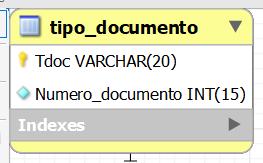 tipo_documento
Tdoc VARCHAR(20)
Numero_documento INT(15)
Indexes